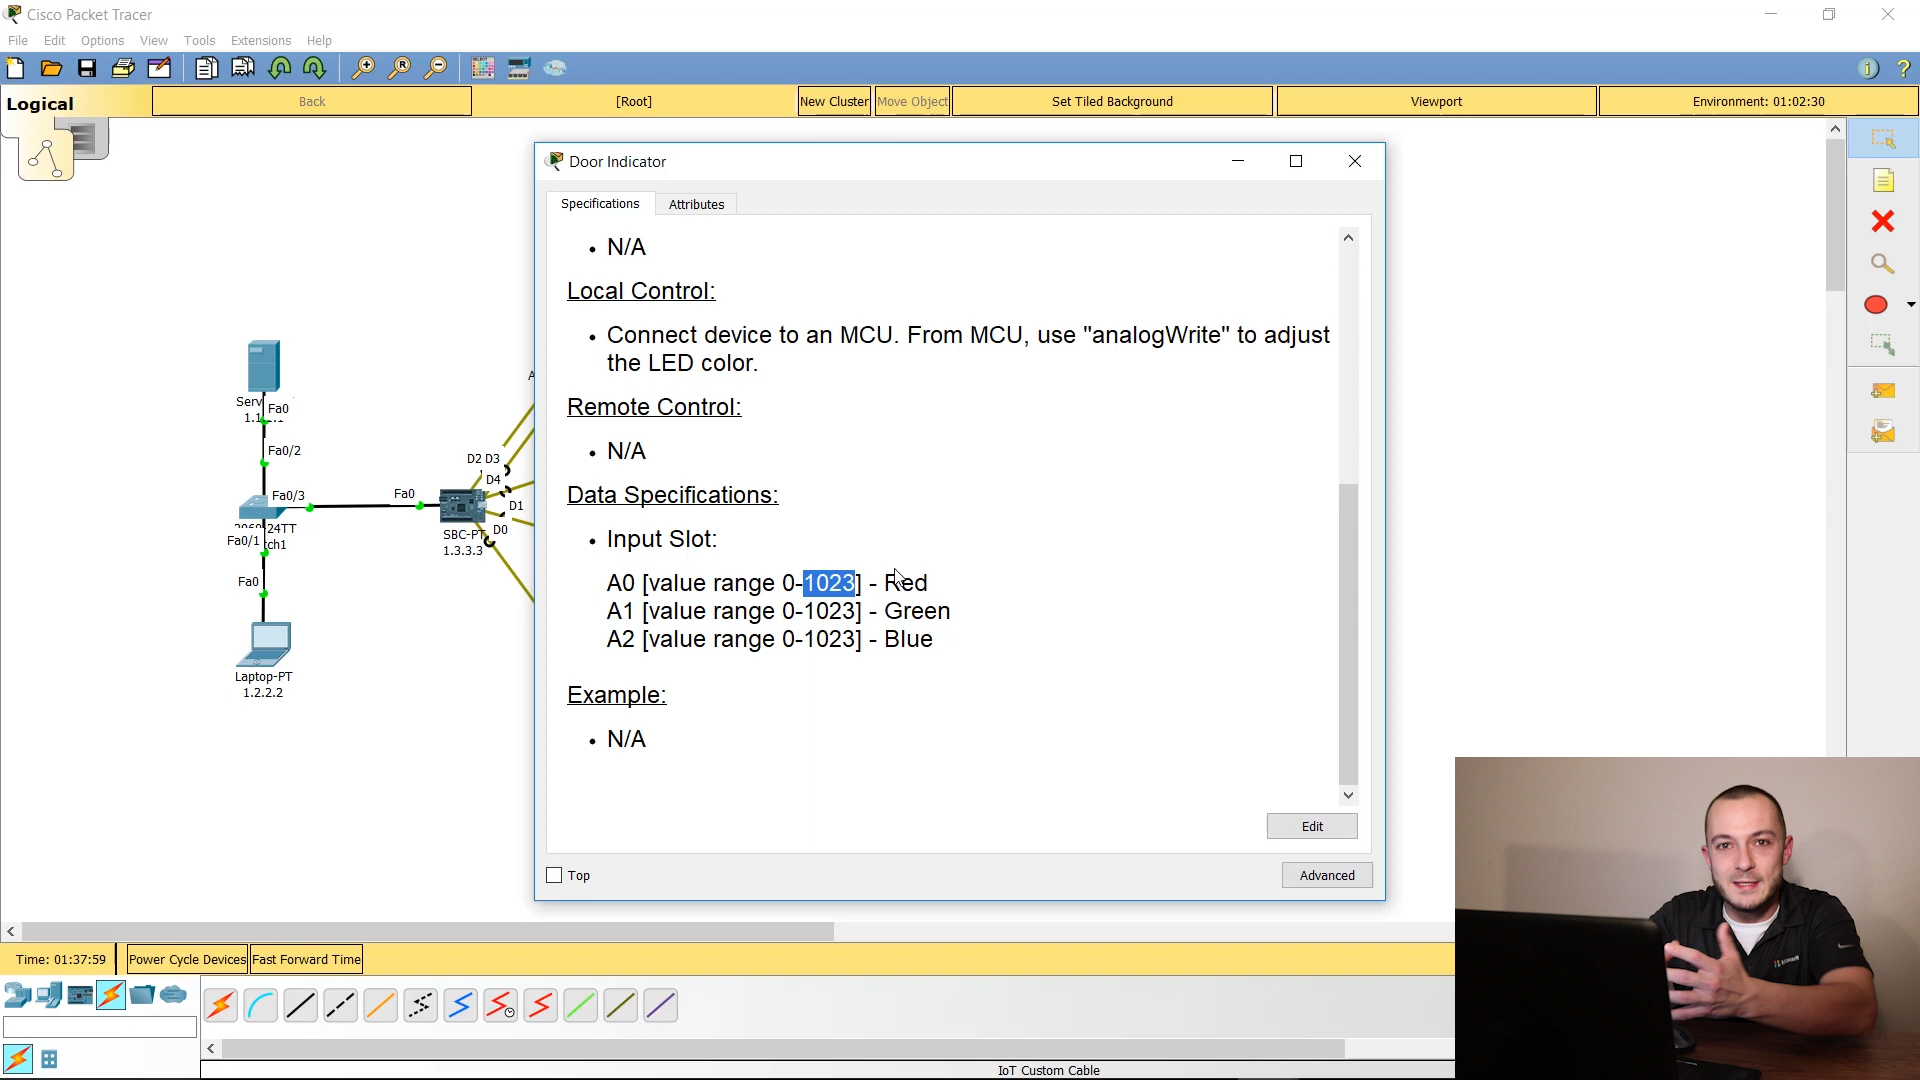 Cisco Packet Tracer
File Edit Options View Tools Extensions Help
Logical
Back
[Root]
New Cluster
Move Object
Set Tiled Background
Viewport
Environment: 01:02:30
Door Indicator
Specifications
Attributes
• N/A
Local Control:
• Connect device to an MCU. From MCU, use "analogWrite" to adjust
the LED color.
Remote Control:
• N/A
Data Specifications:
• Input Slot:
A0 [value range 0-1023] - Red
A1 [value range 0-1023] - Green
A2 [value range 0-1023] - Blue
Example:
• N/A
Edit
Top
Advanced
Serv
Fa0
Fa0/2
Fa0/3
Fa0
24TT
Fa0/1
Fa0
Laptop-PT
1.2.2.2
D2 D3
D4
D1
D0
SBC-PT
1.3.3.3
Time: 01:37:59
Power Cycle Devices
Fast Forward Time
IoT Custom Cable